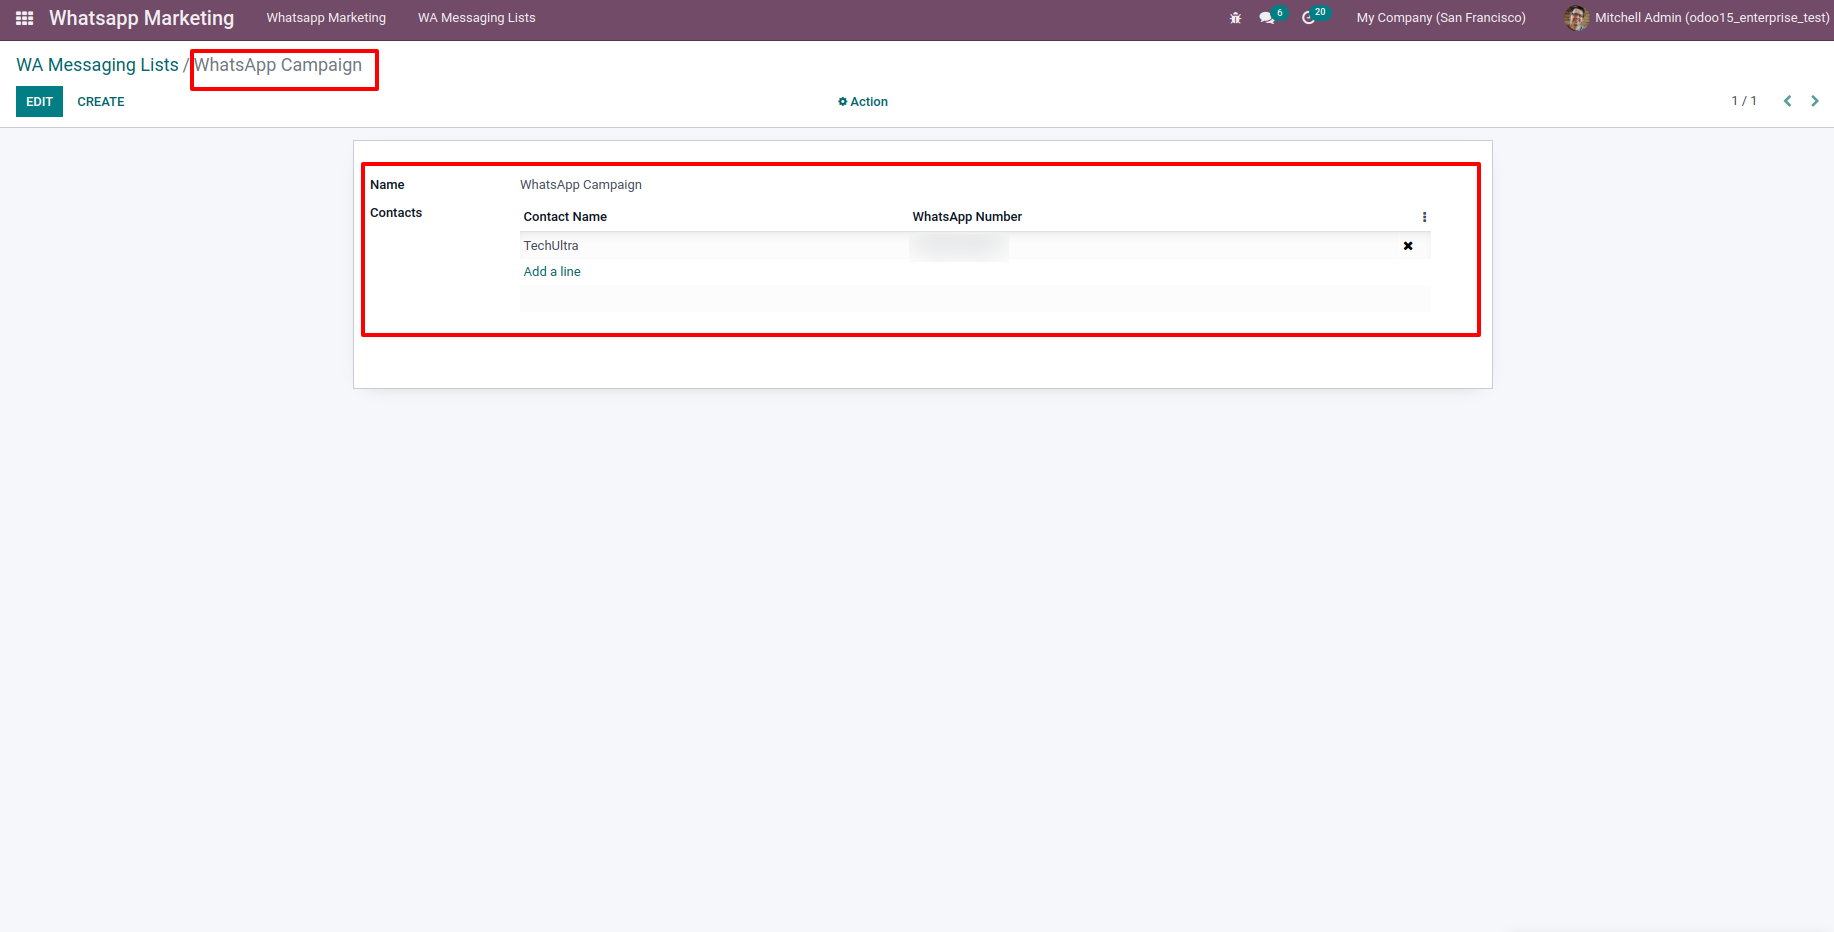 Whatsapp Marketing Whatsapp Marketing WA Messaging Lists 6 20 My Company (San Francisco) Mitchell Admin (odoo15_enterprise_test)
WA Messaging Lists / WhatsApp Campaign
EDIT CREATE Action 1 / 1
Name WhatsApp Campaign
Contacts
Contact Name WhatsApp Number
TechUltra
Add a line